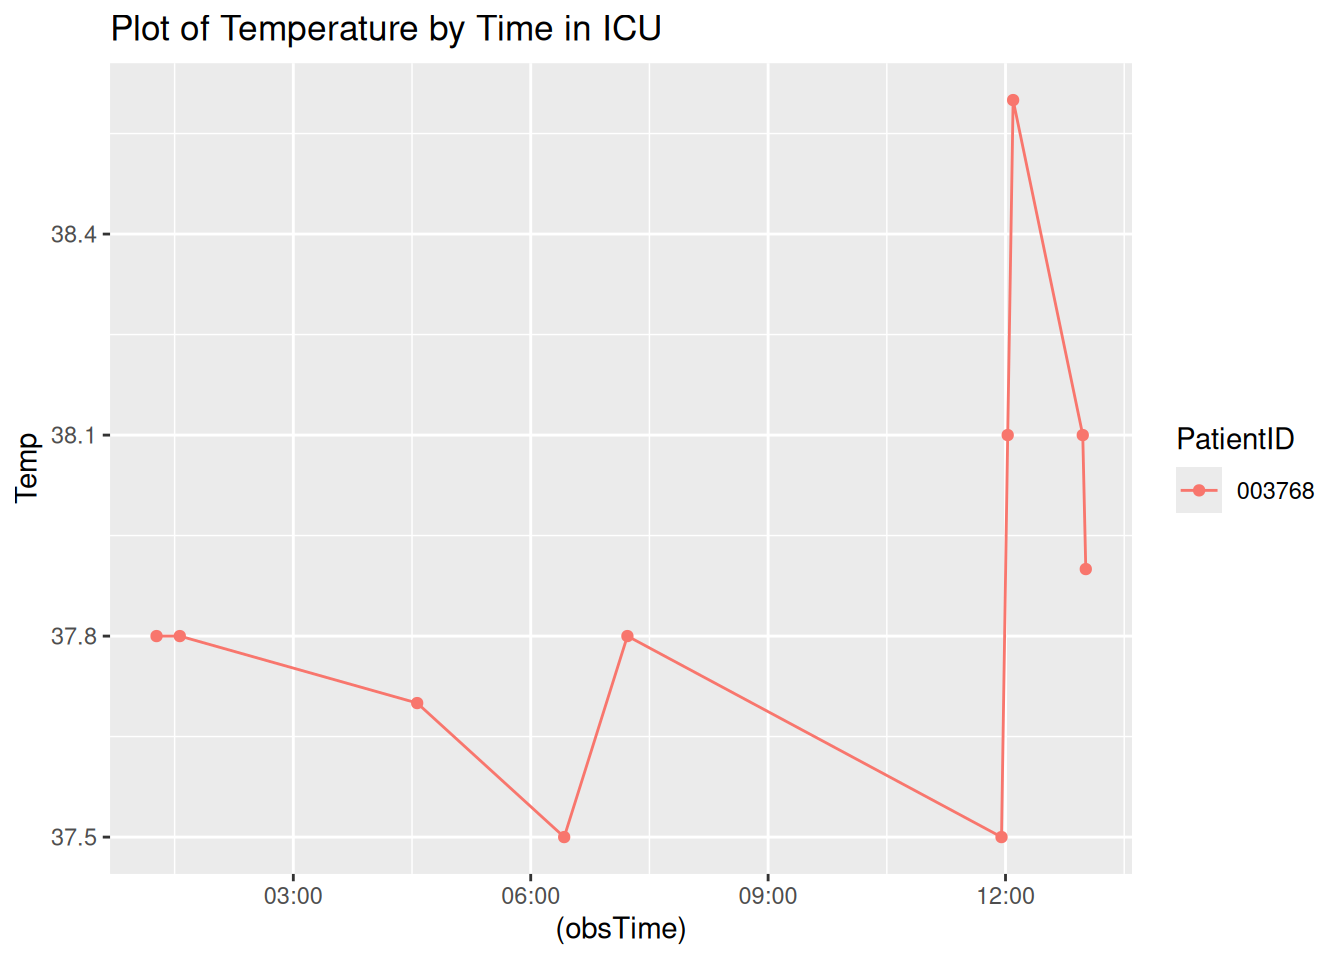 Plot of Temperature by Time in ICU
38.4
38.1
37.8
37.5
Temp
03:00 06:00 09:00 12:00
(obsTime)
PatientID
003768